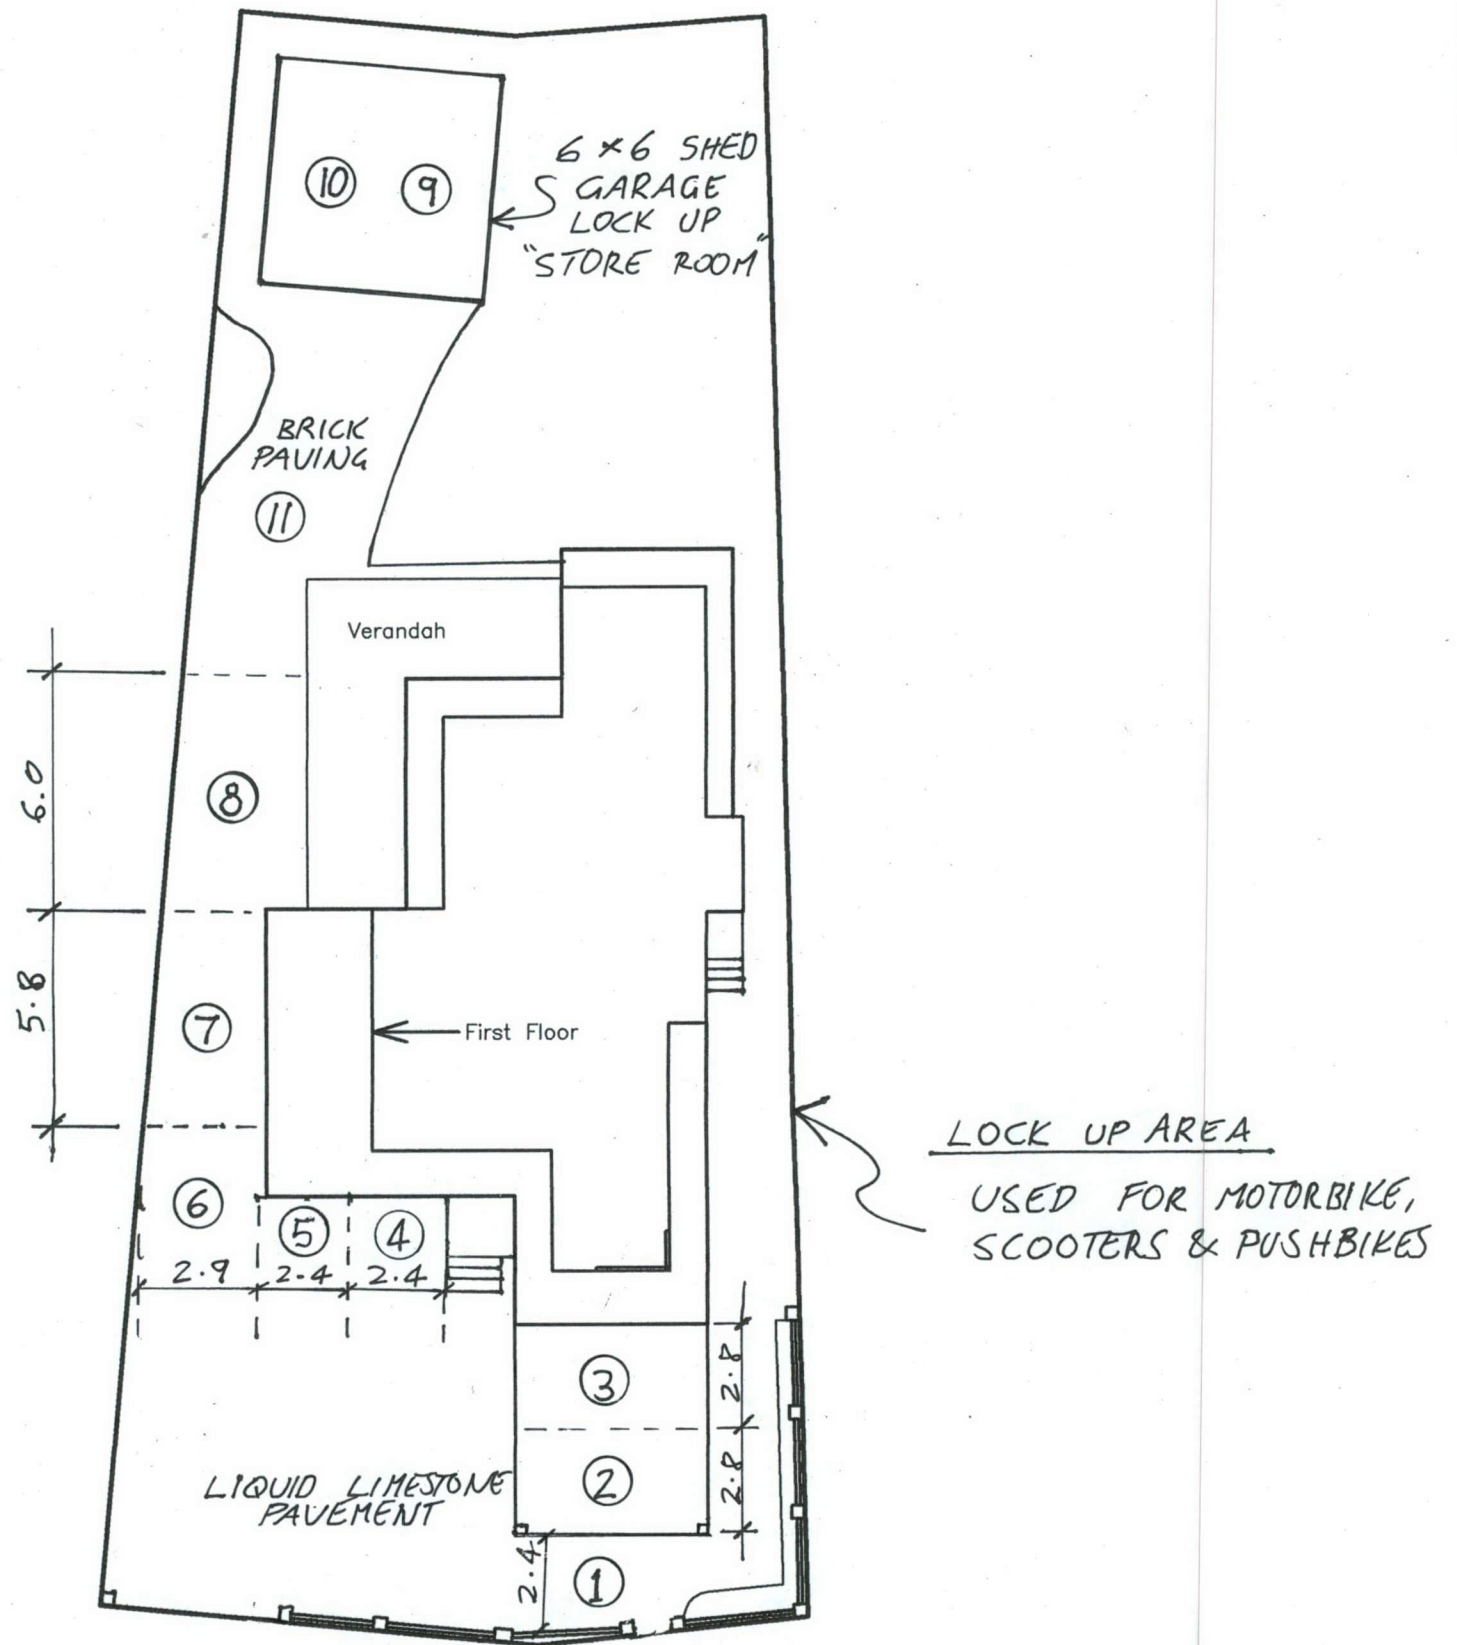 6 × 6 SHED
GARAGE
LOCK UP
"STORE ROOM"
10
9
BRICK
PAVING
11
Verandah
6.0
8
5.8
7
First Floor
LOCK UP AREA
USED FOR MOTORBIKE,
SCOOTERS & PUSHBIKES
6
5
4
2.9
2.4
2.4
3
2.8
2
2.8
LIQUID LIMESTONE
PAVEMENT
2.4
1